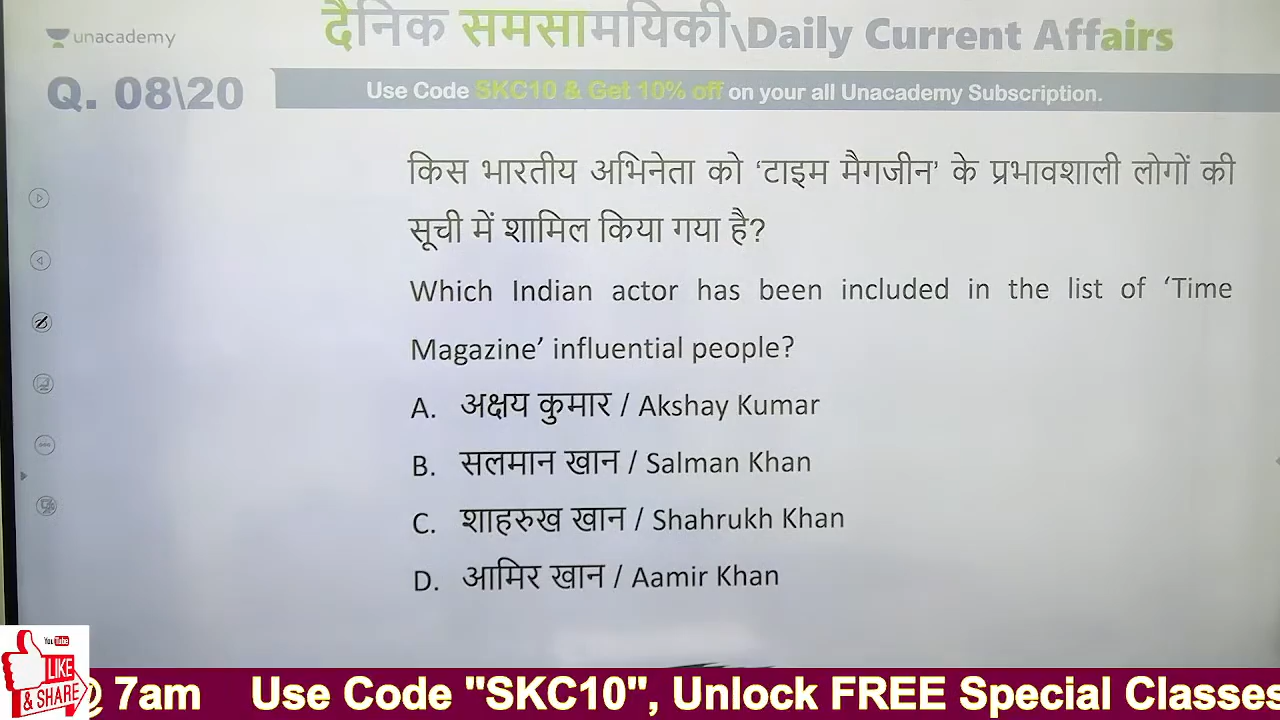 unacademy
दैनिक समसामयिकी\Daily Current Affairs
Q. 08\20
Use Code SKC10 & Get 10% off on your all Unacademy Subscription.
किस भारतीय अभिनेता को ‘टाइम मैगजीन’ के प्रभावशाली लोगों की
सूची में शामिल किया गया है?
Which Indian actor has been included in the list of ‘Time
Magazine’ influential people?
A. अक्षय कुमार / Akshay Kumar
B. सलमान खान / Salman Khan
C. शाहरुख खान / Shahrukh Khan
D. आमिर खान / Aamir Khan
YouTube
LIKE
& SHARE
@ 7am Use Code "SKC10", Unlock FREE Special Classes